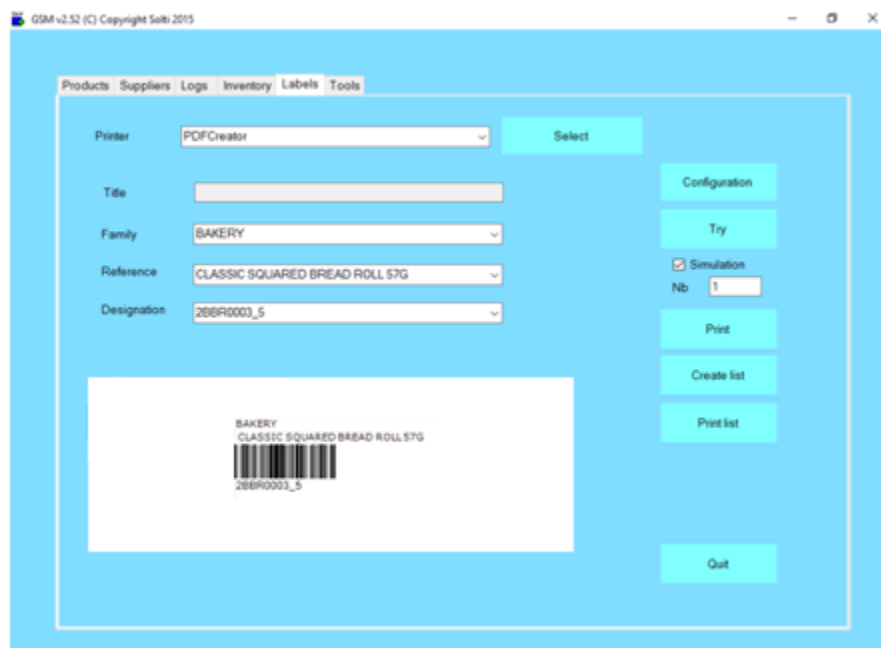 GSM v2.52 (C) Copyright Solti 2015
Products Suppliers Logs Inventory Labels Tools
Printer PDFCreator Select
Configuration
Title
Try
Family BAKERY
Simulation
Reference CLASSIC SQUARED BREAD ROLL 57G
Nb 1
Designation 2BBR0003_5
Print
Create list
Print list
BAKERY
CLASSIC SQUARED BREAD ROLL 57G
2BBR0003_5
Quit